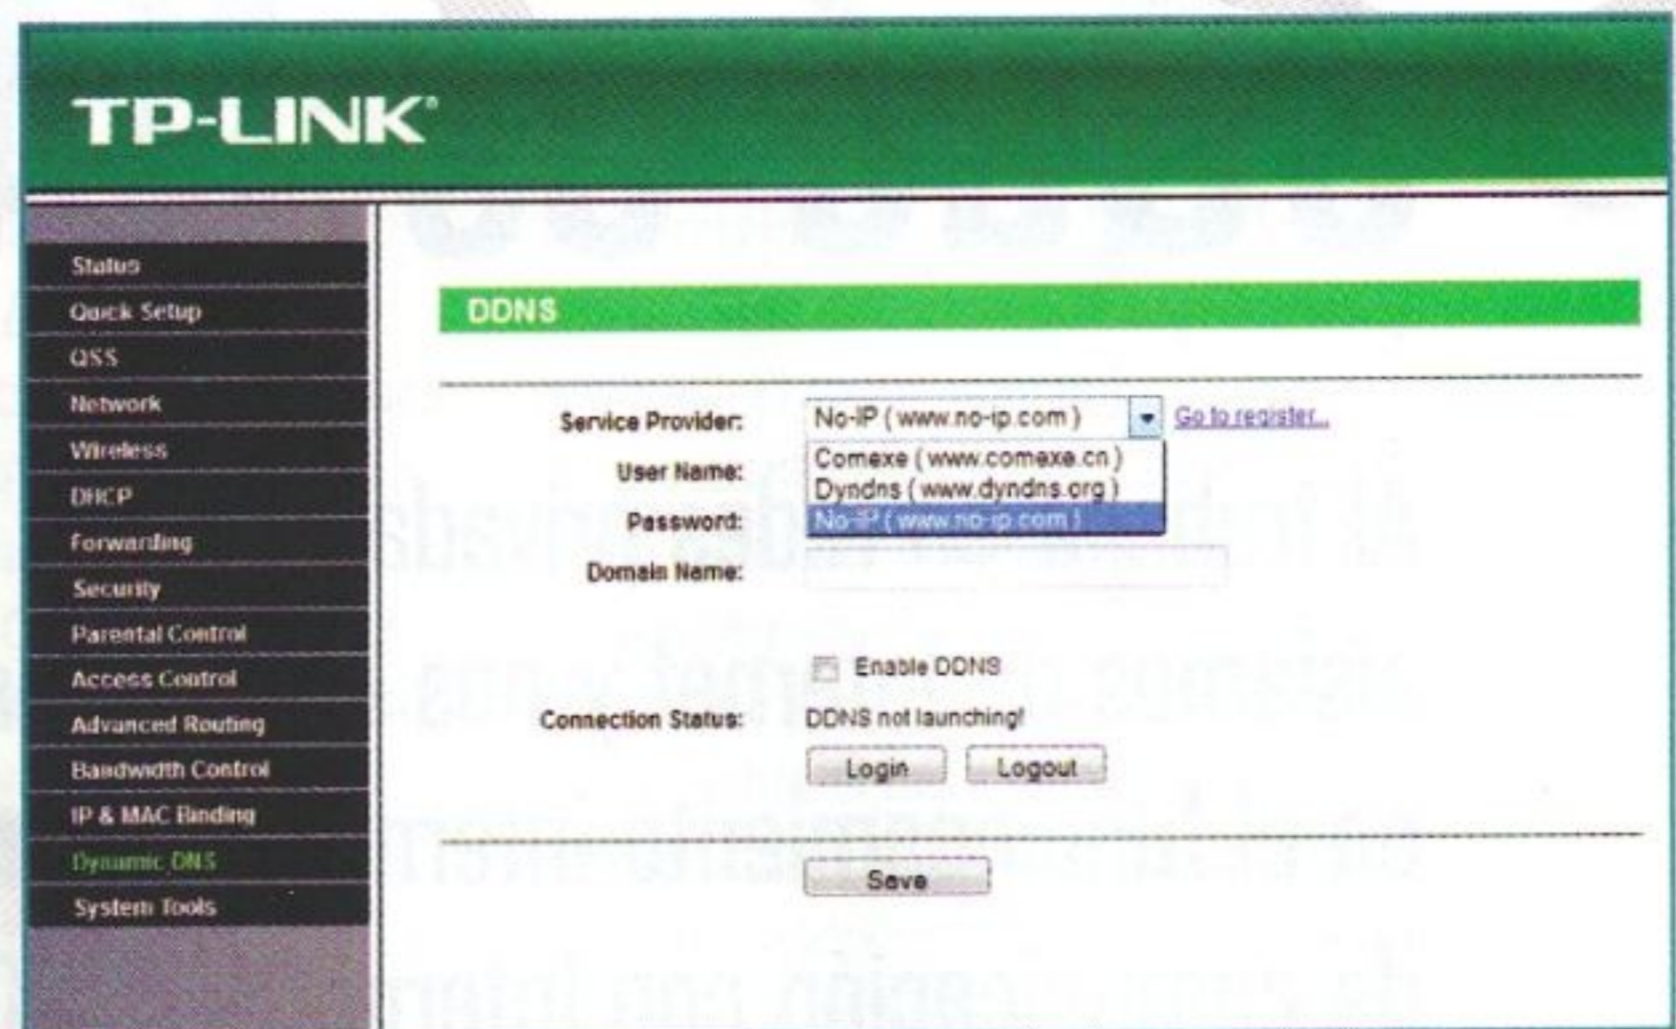 TP-LINK®
Status
Quick Setup
QSS
Network
Wireless
DHCP
Forwarding
Security
Parental Control
Access Control
Advanced Routing
Bandwidth Control
IP & MAC Binding
Dynamic DNS
System Tools
DDNS
Service Provider: No-IP ( www.no-ip.com ) Go to register...
Comexe ( www.comexe.cn )
User Name:
Dyndns ( www.dyndns.org )
Password: No-IP ( www.no-ip.com )
Domain Name:
Enable DDNS
Connection Status: DDNS not launching!
Login Logout
Save